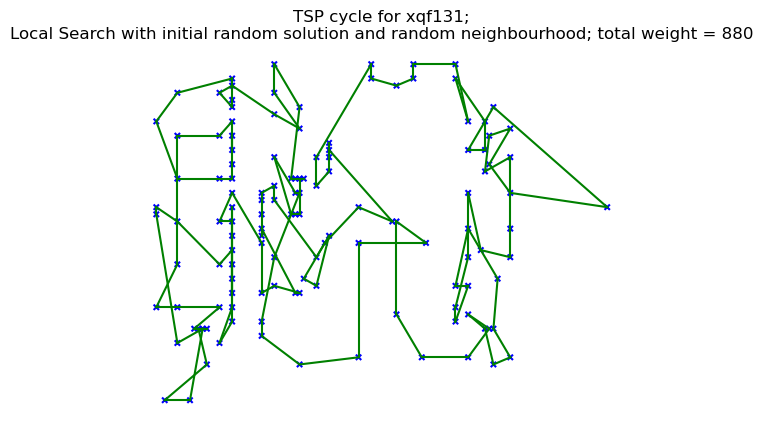 TSP cycle for xqf131;
Local Search with initial random solution and random neighbourhood; total weight = 880